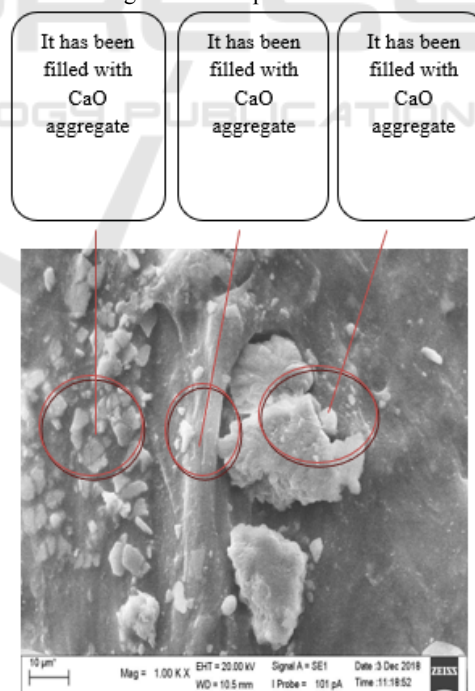 It has been
filled with
CaO
aggregate
It has been
filled with
CaO
aggregate
It has been
filled with
CaO
aggregate
10 µm
Mag = 1.00 K X
EHT = 20.00 kV
WD = 10.5 mm
Signal A = SE1
I Probe = 101 pA
Date :3 Dec 2018
Time :11:18:52
ZEISS